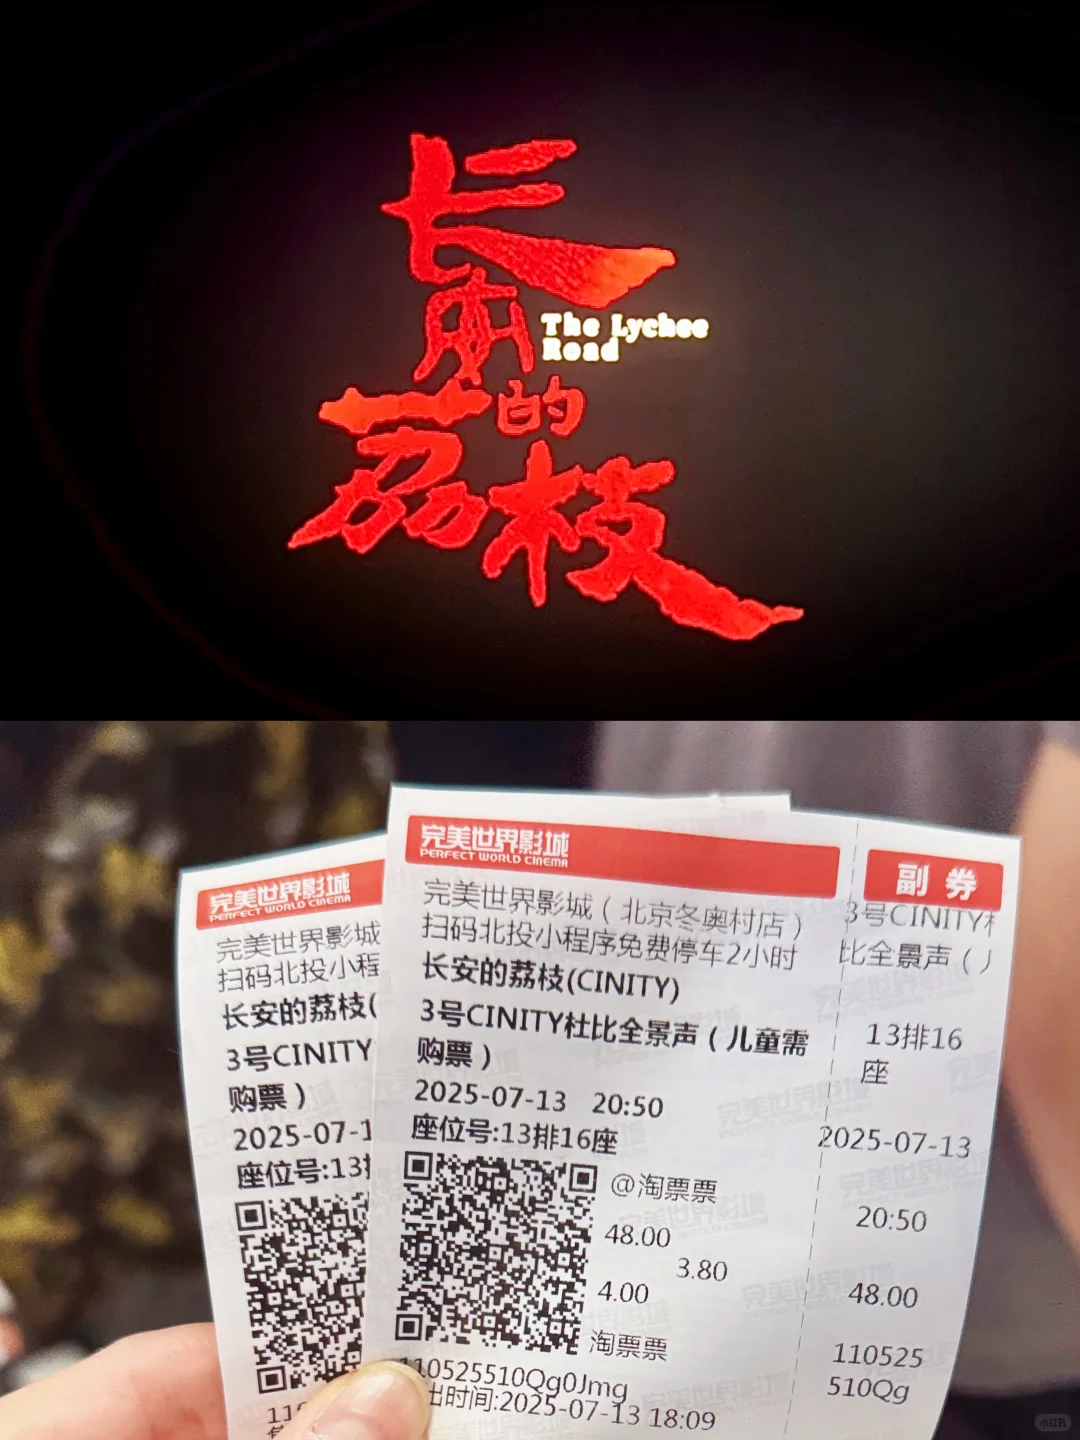 长安的荔枝
The Lychee
Road
完美世界影城
PERFECT WORLD CINEMA
完美世界影城
扫码北投小程
长安的荔枝(
3号CINITY
购票)
2025-07-1
座位号:13
完美世界影城
PERFECT WORLD CINEMA
完美世界影城(北京冬奥村店)
扫码北投小程序免费停车2小时
长安的荔枝(CINITY)
3号CINITY杜比全景声(儿童需
购票)
2025-07-13 20:50
座位号:13排16座
@淘票票
48.00
3.80
4.00
淘票票
110525510Qg0Jmg
出时间:2025-07-13 18:09
副券
3号CINITY
比全景声(
13排16
座
2025-07-13
20:50
48.00
110525
510Qg
小红书